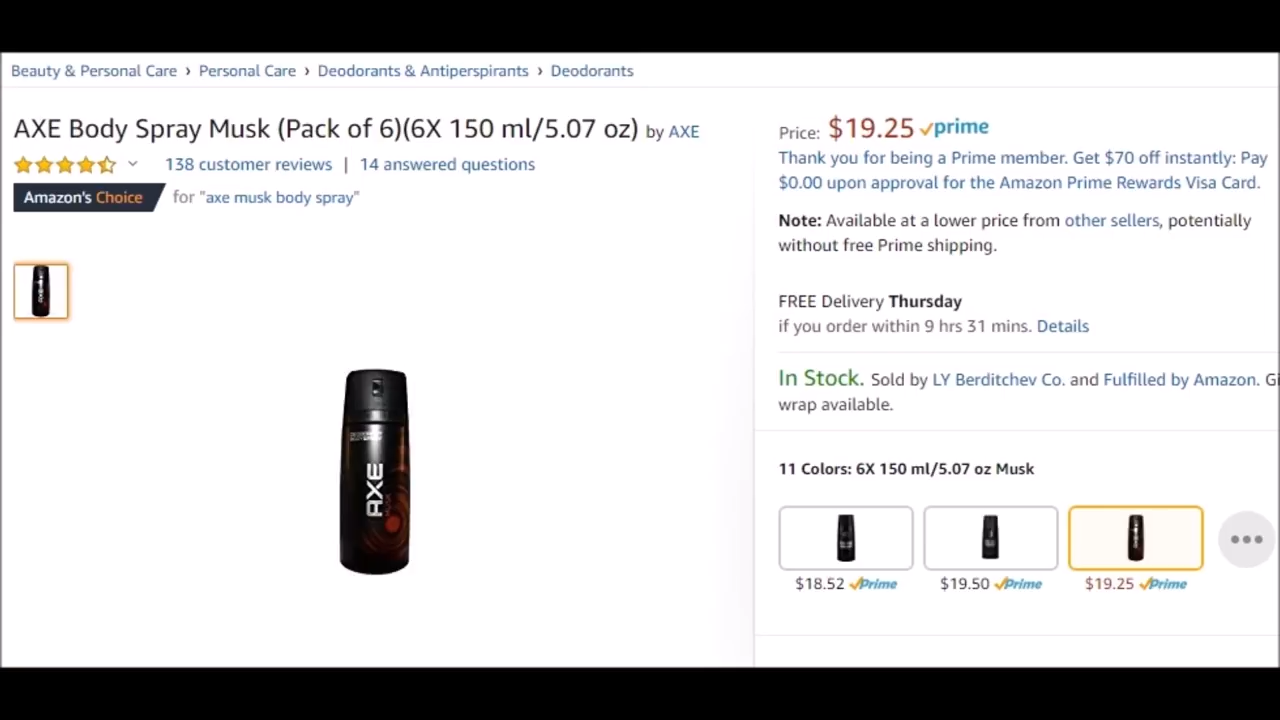 Beauty & Personal Care › Personal Care › Deodorants & Antiperspirants › Deodorants
AXE Body Spray Musk (Pack of 6)(6X 150 ml/5.07 oz) by AXE
138 customer reviews | 14 answered questions
Amazon's Choice for "axe musk body spray"
AXE
Price: $19.25 prime
Thank you for being a Prime member. Get $70 off instantly: Pay
$0.00 upon approval for the Amazon Prime Rewards Visa Card.
Note: Available at a lower price from other sellers, potentially
without free Prime shipping.
FREE Delivery Thursday
if you order within 9 hrs 31 mins. Details
In Stock. Sold by LY Berditchev Co. and Fulfilled by Amazon. Gi
wrap available.
11 Colors: 6X 150 ml/5.07 oz Musk
$18.52 Prime $19.50 Prime $19.25 Prime